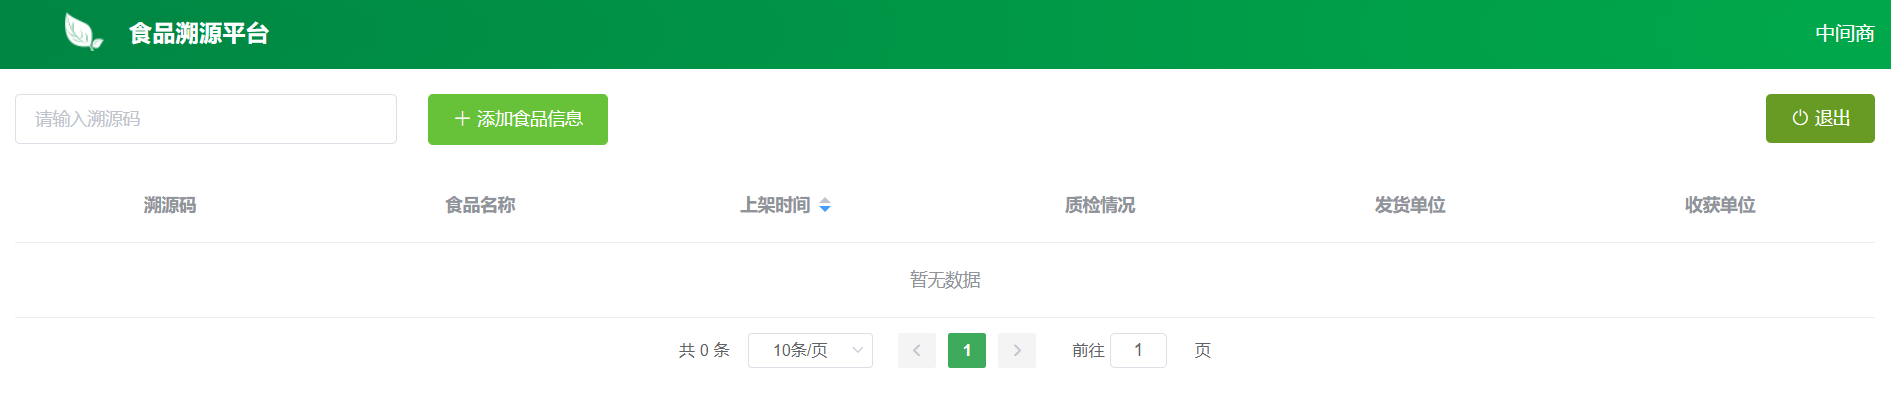 食品溯源平台
中间商
请输入溯源码
添加食品信息
退出
溯源码 食品名称 上架时间 质检情况 发货单位 收获单位
暂无数据
共 0 条 10条/页 1 前往 1 页